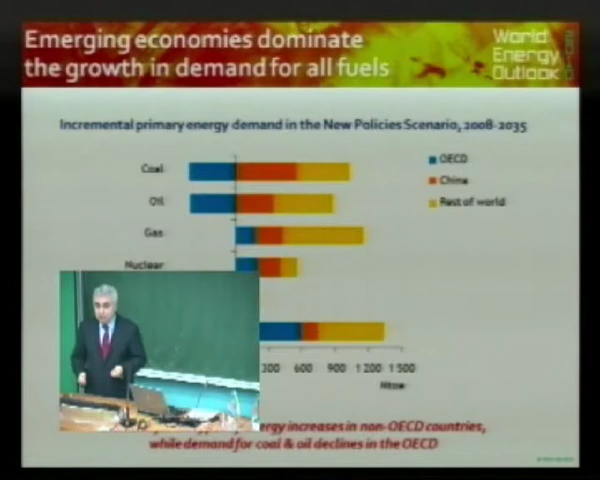 Emerging economies dominate
the growth in demand for all fuels
World
Energy
Outlook
Incremental primary energy demand in the New Policies Scenario, 2008-2035
Coal
Oil
Gas
Nuclear
OECD
China
Rest of world
300 600 900 1 200 1 500
Mtoe
increases in non-OECD countries,
while demand for coal & oil declines in the OECD